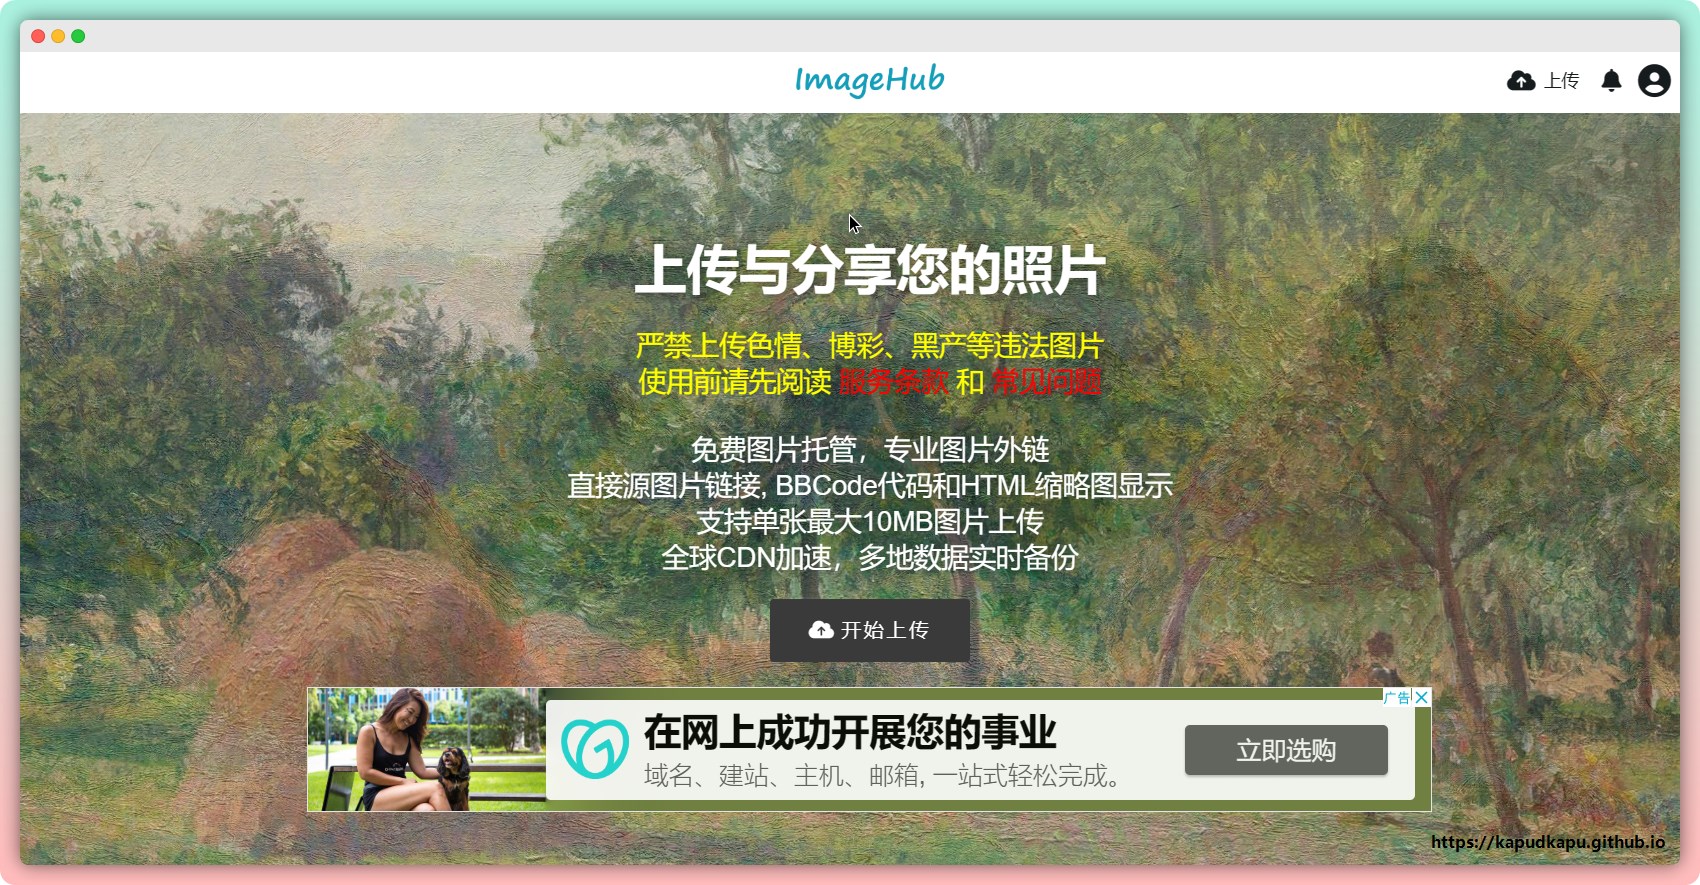 ImageHub
上传
上传与分享您的照片
严禁上传色情、博彩、黑产等违法图片
使用前请先阅读 服务条款 和 常见问题
免费图片托管，专业图片外链
直接源图片链接, BBCode代码和HTML缩略图显示
支持单张最大10MB图片上传
全球CDN加速，多地数据实时备份
开始上传
广告
在网上成功开展您的事业
域名、建站、主机、邮箱, 一站式轻松完成。
立即选购
https://kapudkapu.github.io